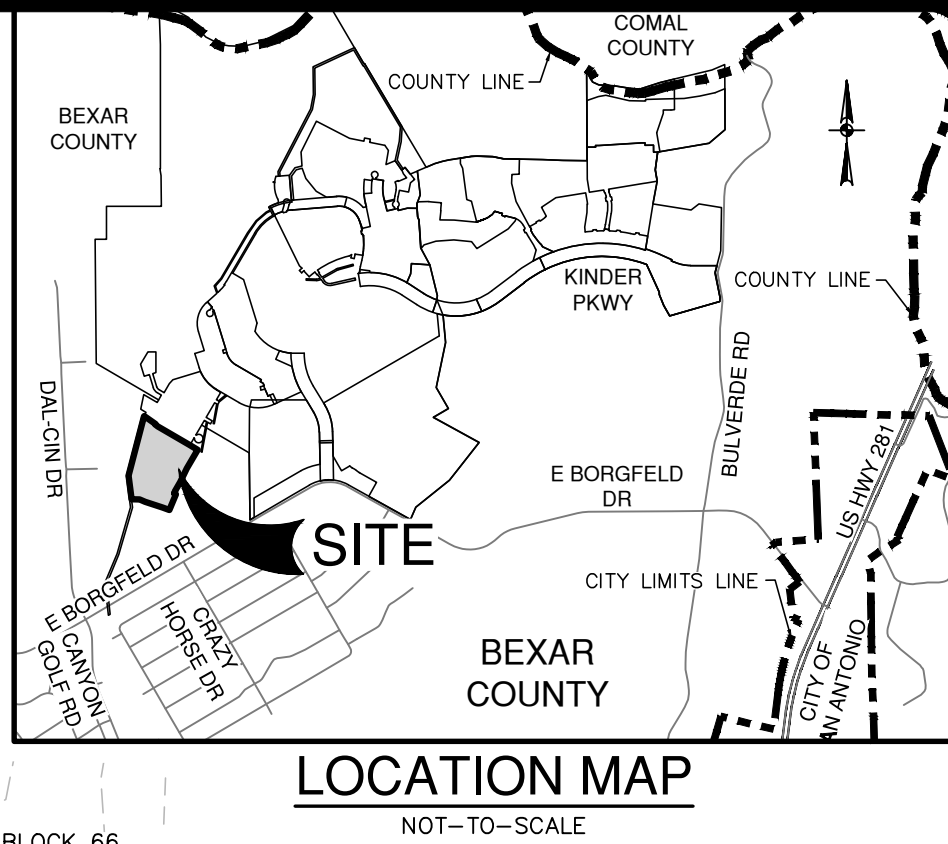 COMAL
COUNTY
COUNTY LINE
BEXAR
COUNTY
KINDER
PKWY
COUNTY LINE
DAL-CIN DR
BULVERDE RD
US HWY 281
E BORGFELD
DR
SITE
E BORGFELD DR
CITY LIMITS LINE
CRAZY
HORSE DR
CANYON
GOLF RD
BEXAR
COUNTY
CITY OF
AN ANTONIO
LOCATION MAP
NOT-TO-SCALE
BLOCK 66